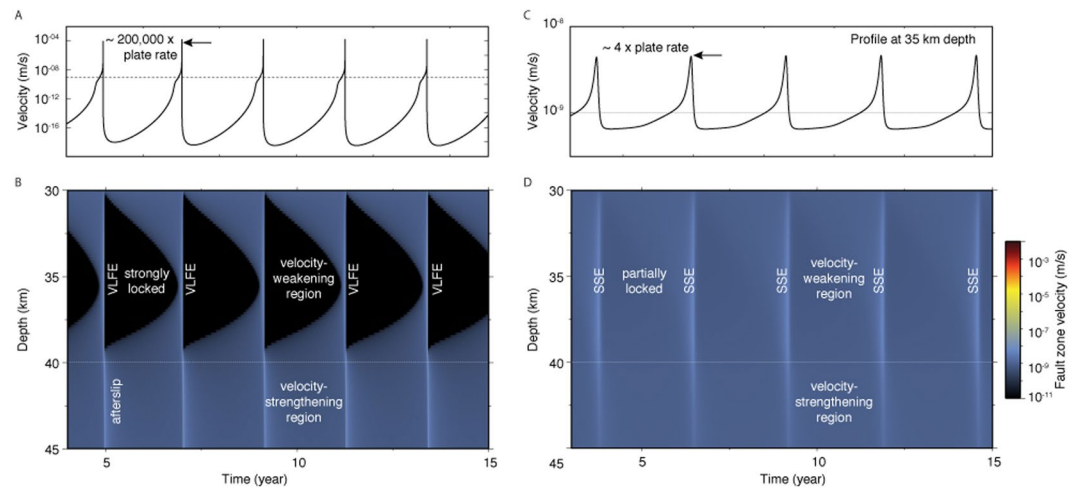 A
~ 200,000 x
plate rate
10-04
10-08
10-12
10-16
Velocity (m/s)
C
~ 4 x plate rate
Profile at 35 km depth
10-6
10-9
Velocity (m/s)
B
30
35
40
45
Depth (km)
VLFE
strongly
locked
VLFE
velocity-
weakening
region
VLFE
VLFE
afterslip
velocity-
strengthening
region
5
10
15
Time (year)
D
30
35
40
45
Depth (km)
SSE
partially
locked
SSE
SSE
velocity-
weakening
region
SSE
SSE
velocity-
strengthening
region
5
10
15
Time (year)
10-3
10-5
10-7
10-9
10-11
Fault zone velocity (m/s)